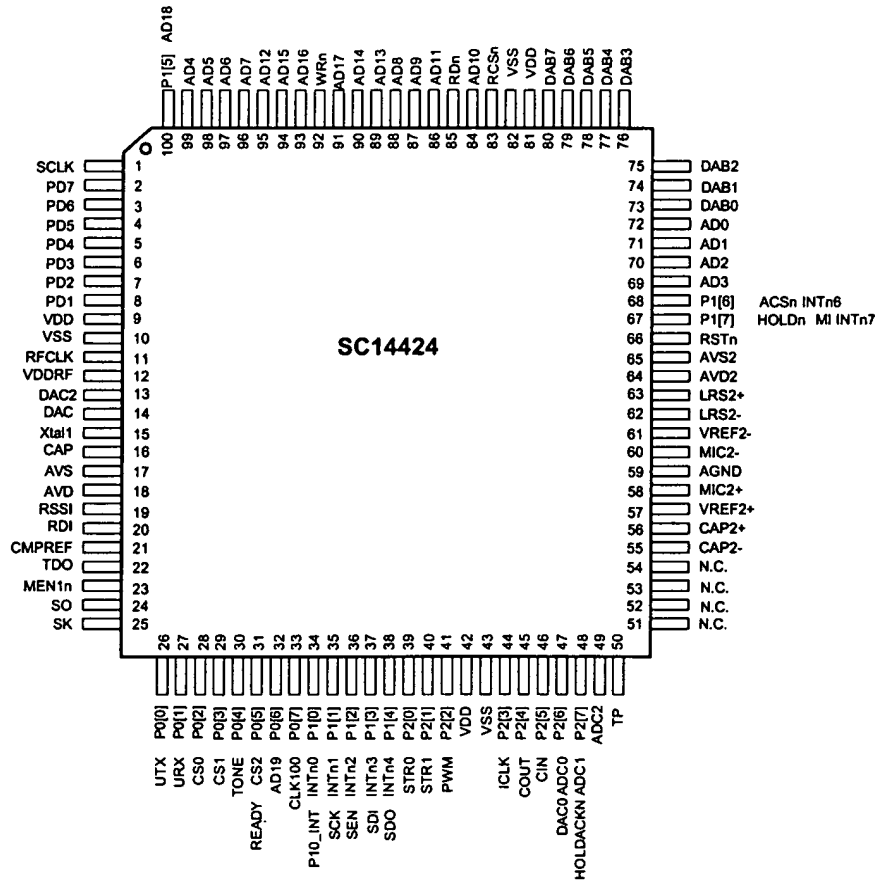 P1[5] AD18
AD4
AD5
AD6
AD7
AD12
AD15
AD16
WRn
AD17
AD14
AD13
AD8
AD9
AD11
RDn
AD10
RCSn
VSS
VDD
DAB7
DAB6
DAB5
DAB4
DAB3
100 99 98 97 96 95 94 93 92 91 90 89 88 87 86 85 84 83 82 81 80 79 78 77 76
SCLK 1
PD7 2
PD6 3
PD5 4
PD4 5
PD3 6
PD2 7
PD1 8
VDD 9
VSS 10
RFCLK 11
VDDRF 12
DAC2 13
DAC 14
Xtal1 15
CAP 16
AVS 17
AVD 18
RSSI 19
RDI 20
CMPREF 21
TDO 22
MEN1n 23
SO 24
SK 25
SC14424
75 DAB2
74 DAB1
73 DAB0
72 AD0
71 AD1
70 AD2
69 AD3
68 P1[6] ACSn INTn6
67 P1[7] HOLDn MI INTn7
66 RSTn
65 AVS2
64 AVD2
63 LRS2+
62 LRS2-
61 VREF2-
60 MIC2-
59 AGND
58 MIC2+
57 VREF2+
56 CAP2+
55 CAP2-
54 N.C.
53 N.C.
52 N.C.
51 N.C.
26 27 28 29 30 31 32 33 34 35 36 37 38 39 40 41 42 43 44 45 46 47 48 49 50
UTX P0[0]
URX P0[1]
CS0 P0[2]
CS1 P0[3]
TONE P0[4]
READY CS2 P0[5]
AD19 P0[6]
CLK100 P0[7]
P10_INT INTn0 P1[0]
SCK INTn1 P1[1]
SEN INTn2 P1[2]
SDI INTn3 P1[3]
SDO INTn4 P1[4]
STR0 P2[0]
STR1 P2[1]
PWM P2[2]
VDD
VSS
ICLK P2[3]
COUT P2[4]
CIN P2[5]
DAC0 ADC0 P2[6]
HOLDACKN ADC1 P2[7]
ADC2
TP